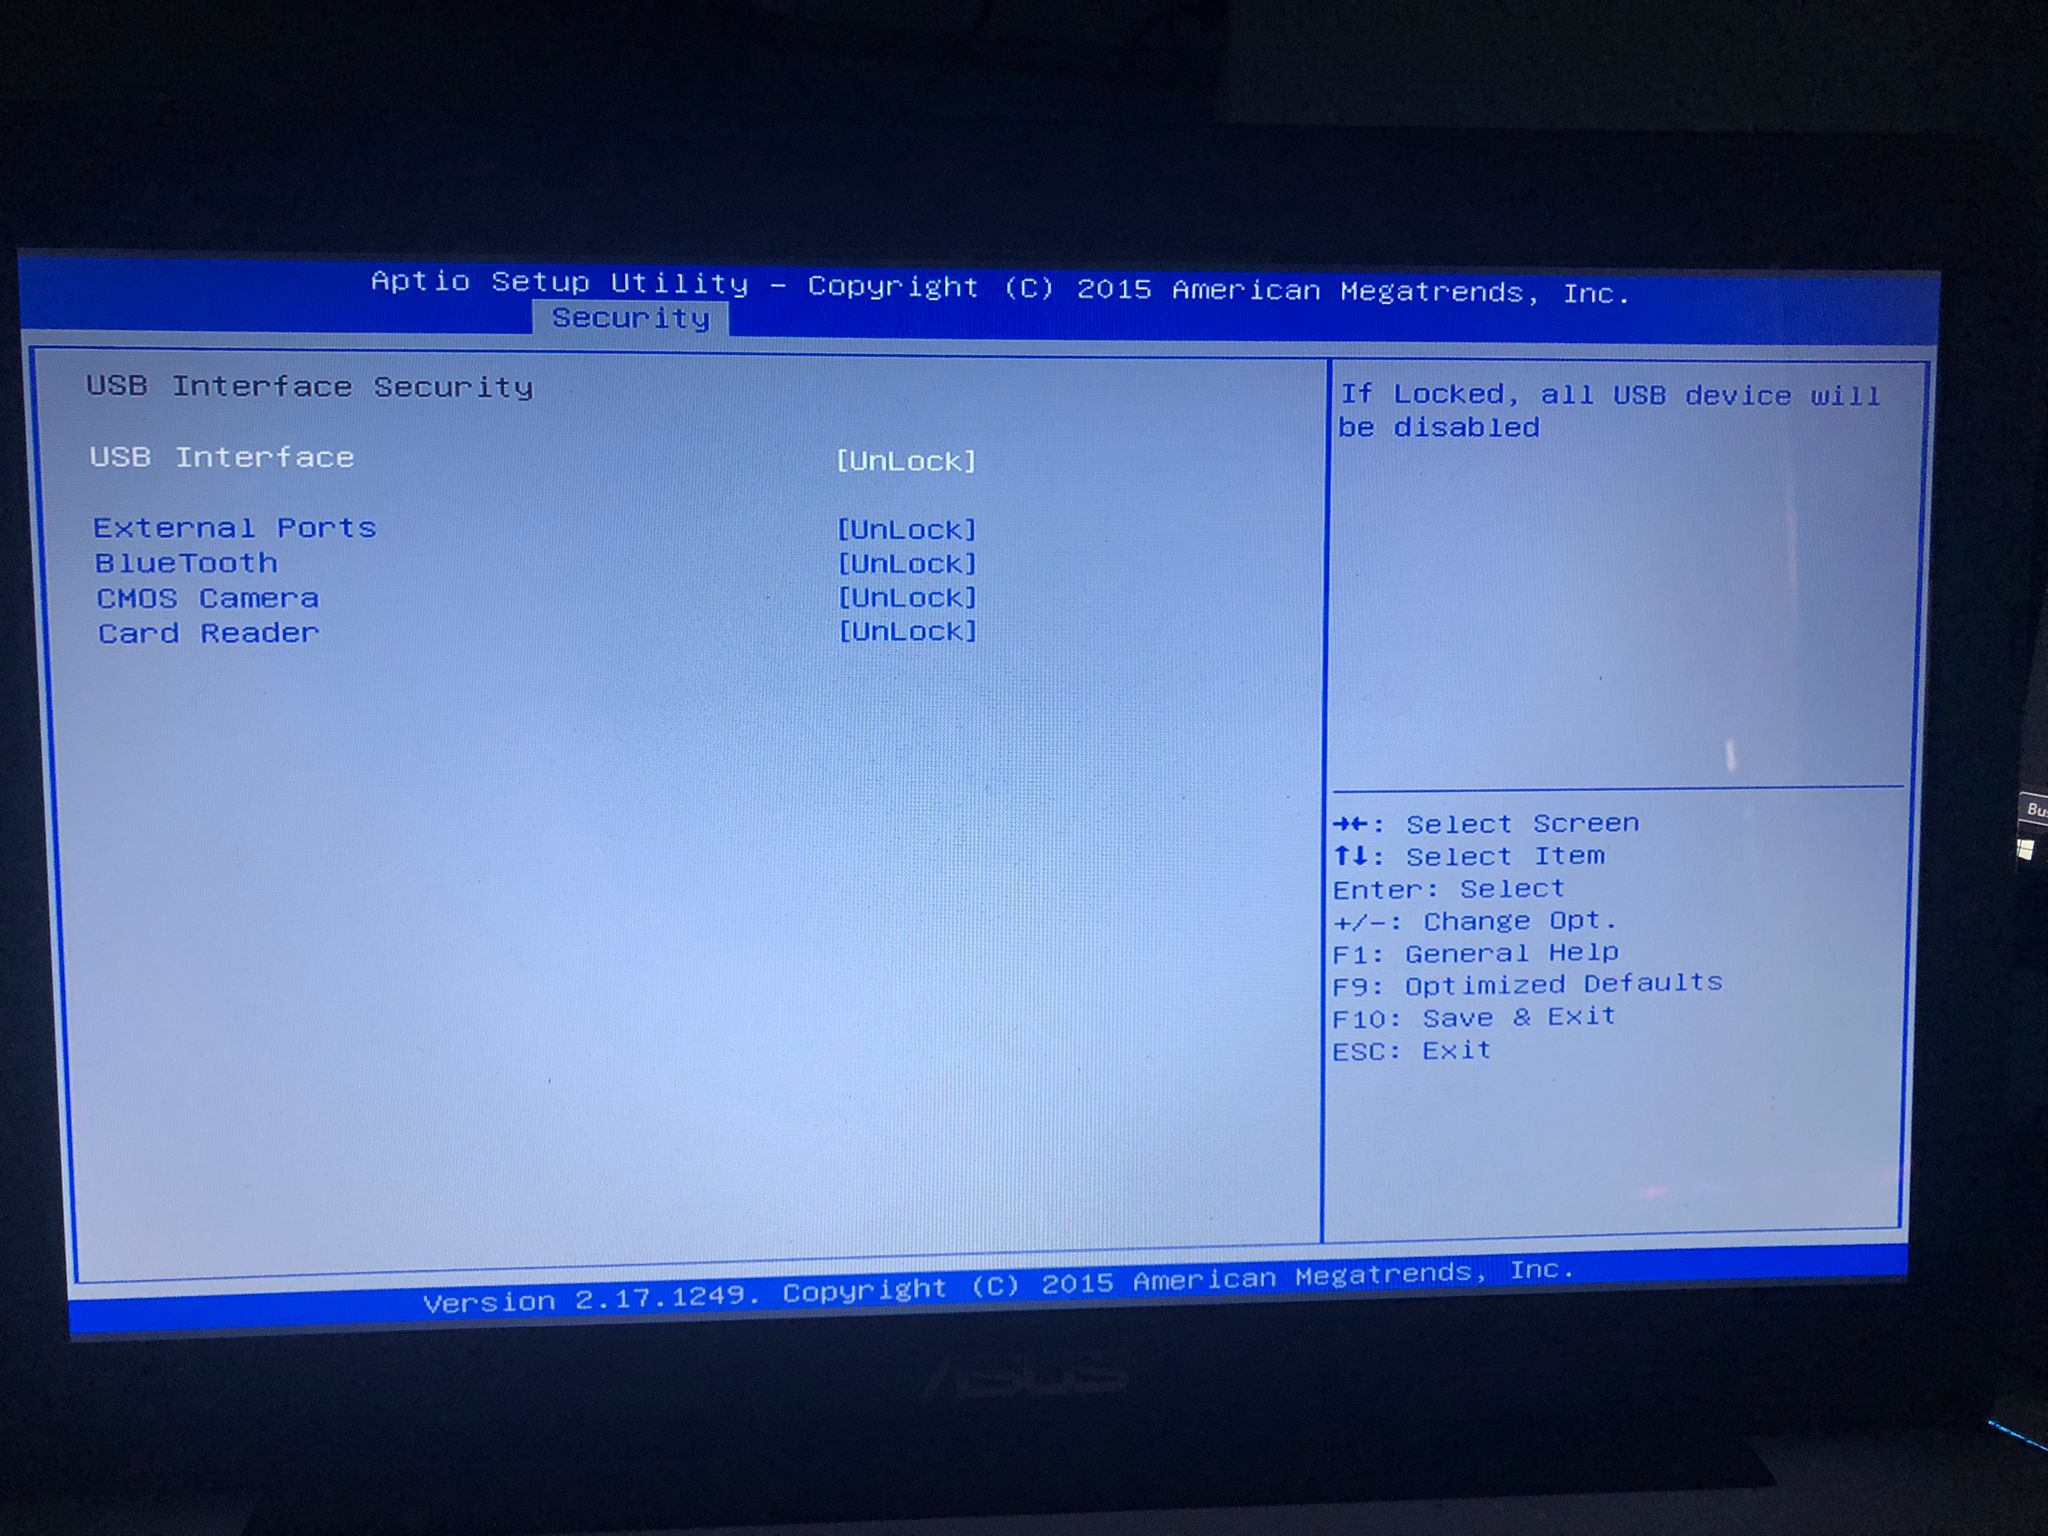 Aptio Setup Utility - Copyright (C) 2015 American Megatrends, Inc.
Security
USB Interface Security
USB Interface [UnLock]
External Ports [UnLock]
BlueTooth [UnLock]
CMOS Camera [UnLock]
Card Reader [UnLock]
If Locked, all USB device will
be disabled
→←: Select Screen
↑↓: Select Item
Enter: Select
+/-: Change Opt.
F1: General Help
F9: Optimized Defaults
F10: Save & Exit
ESC: Exit
Version 2.17.1249. Copyright (C) 2015 American Megatrends, Inc.
ASUS